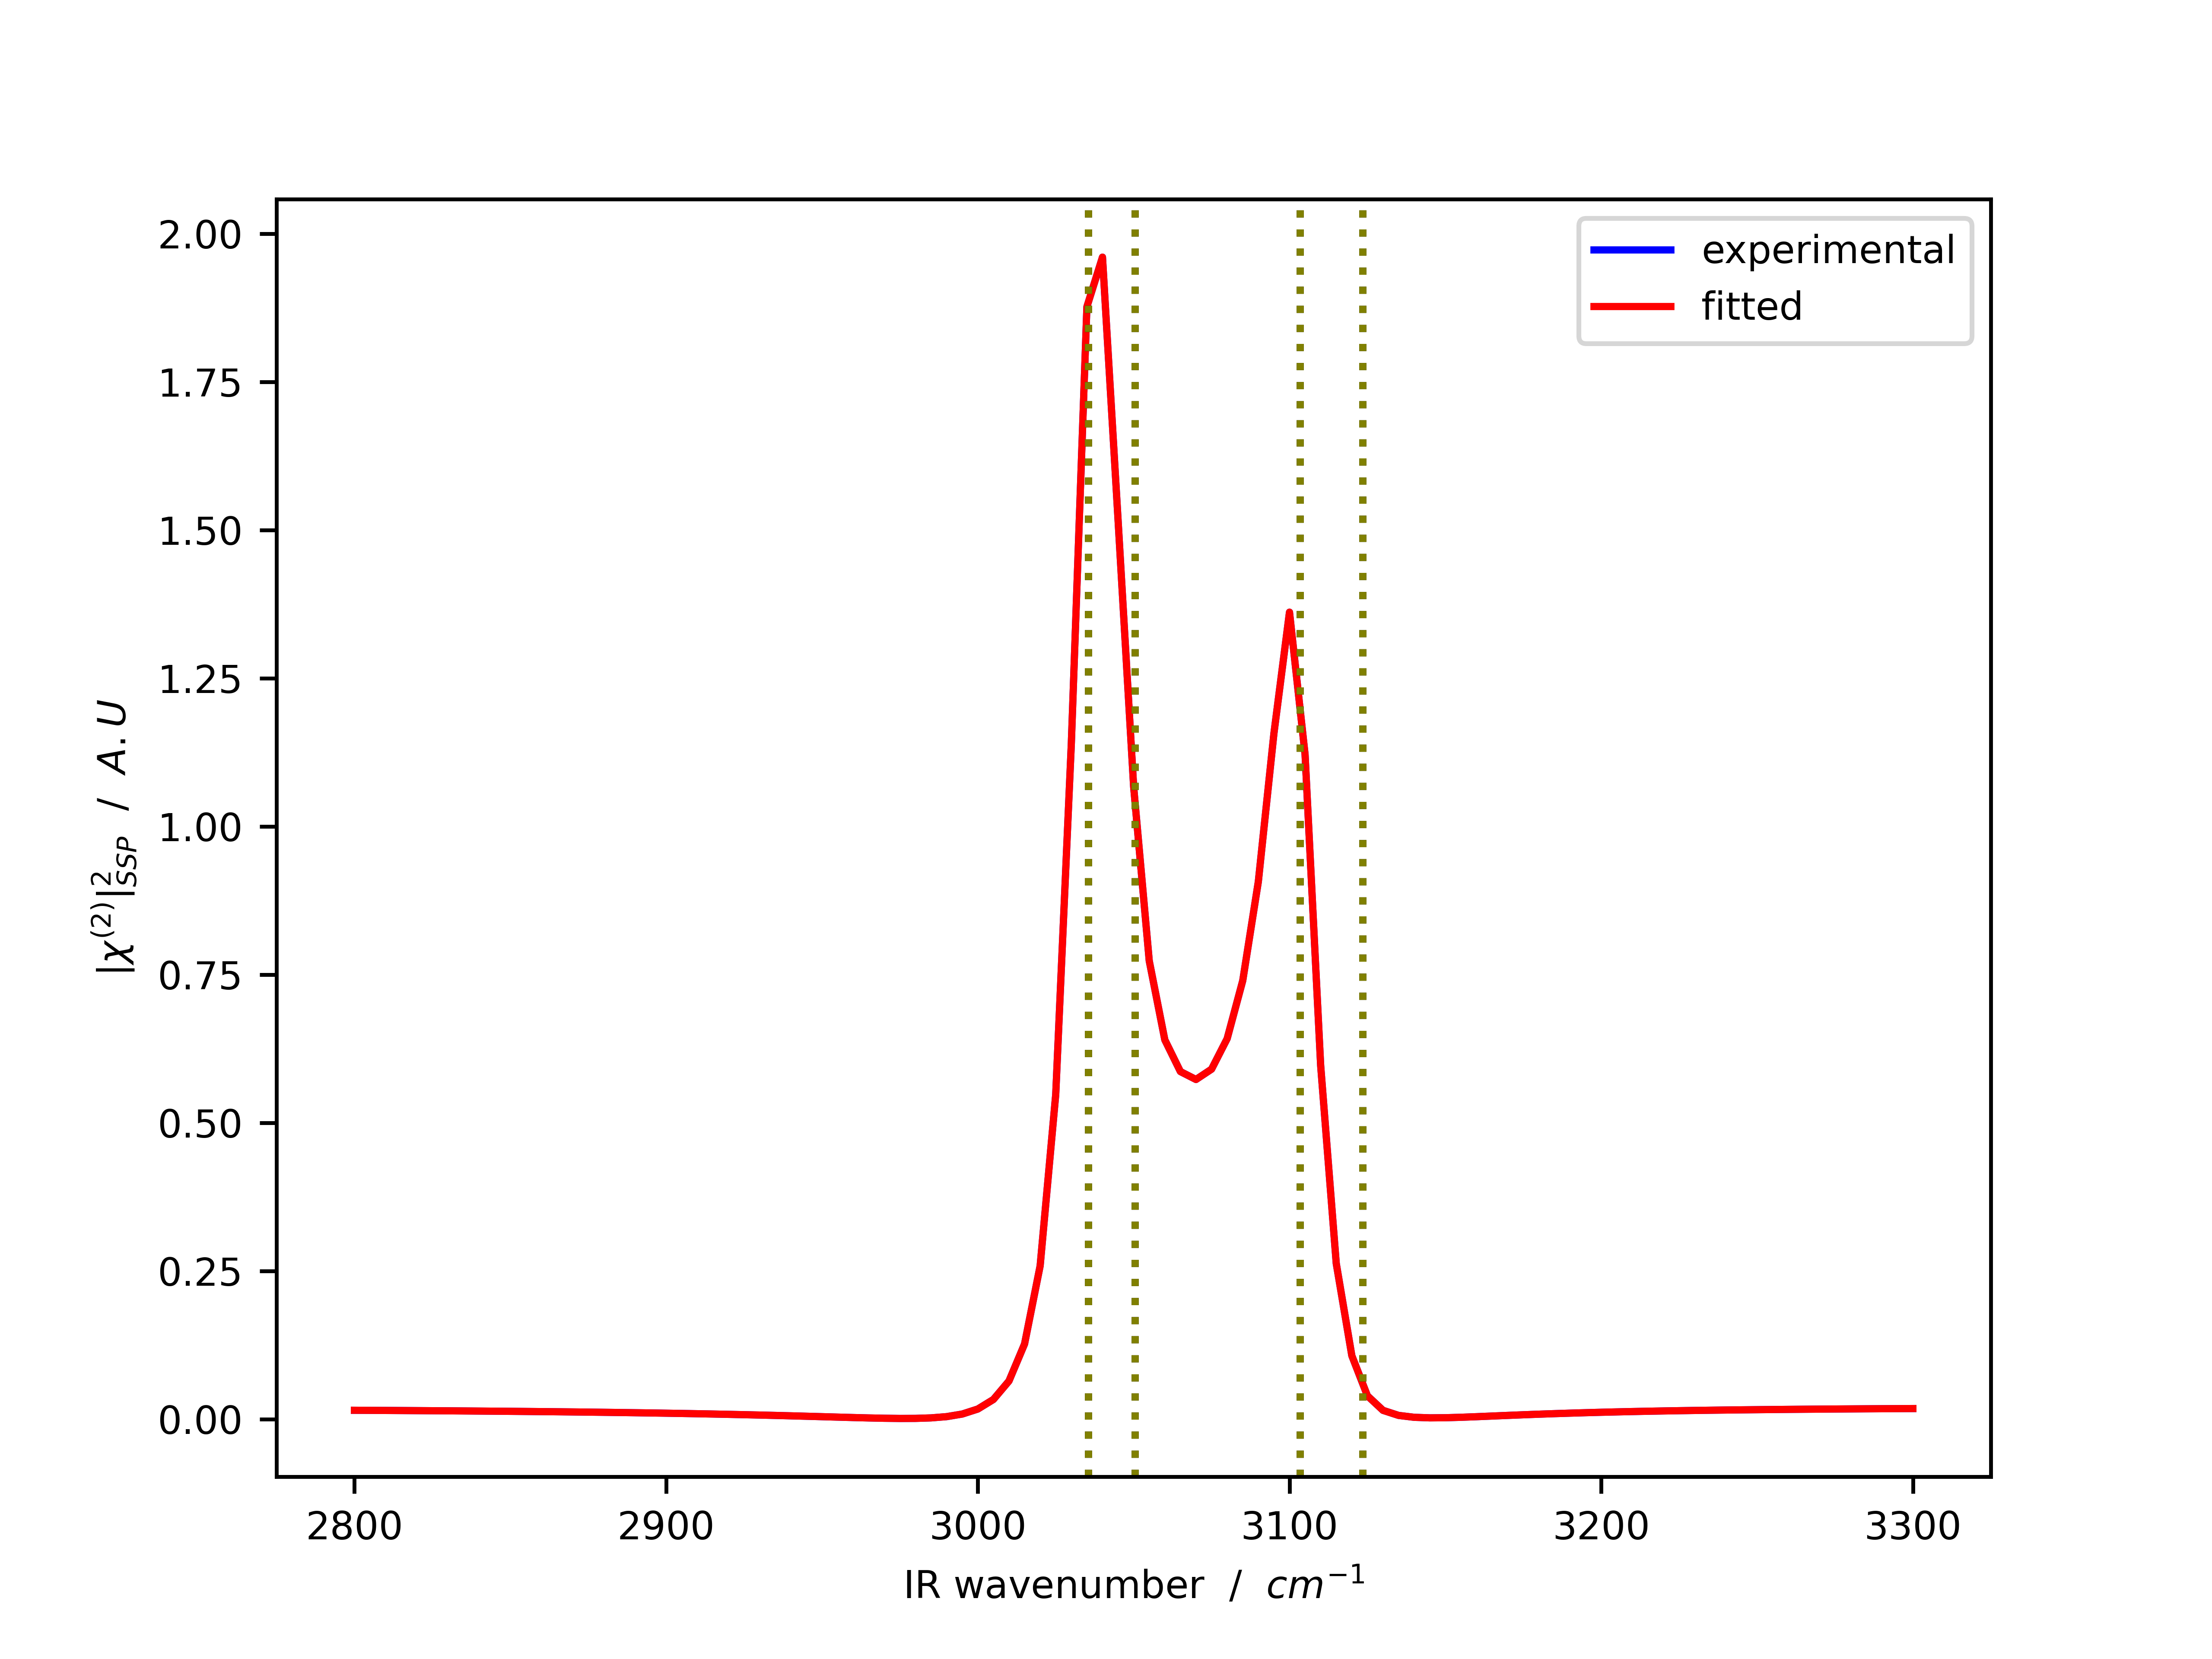 2.00
1.75
1.50
1.25
1.00
0.75
0.50
0.25
0.00
|χ⁽²⁾|²SSP / A.U
experimental
fitted
2800 2900 3000 3100 3200 3300
IR wavenumber / cm⁻¹